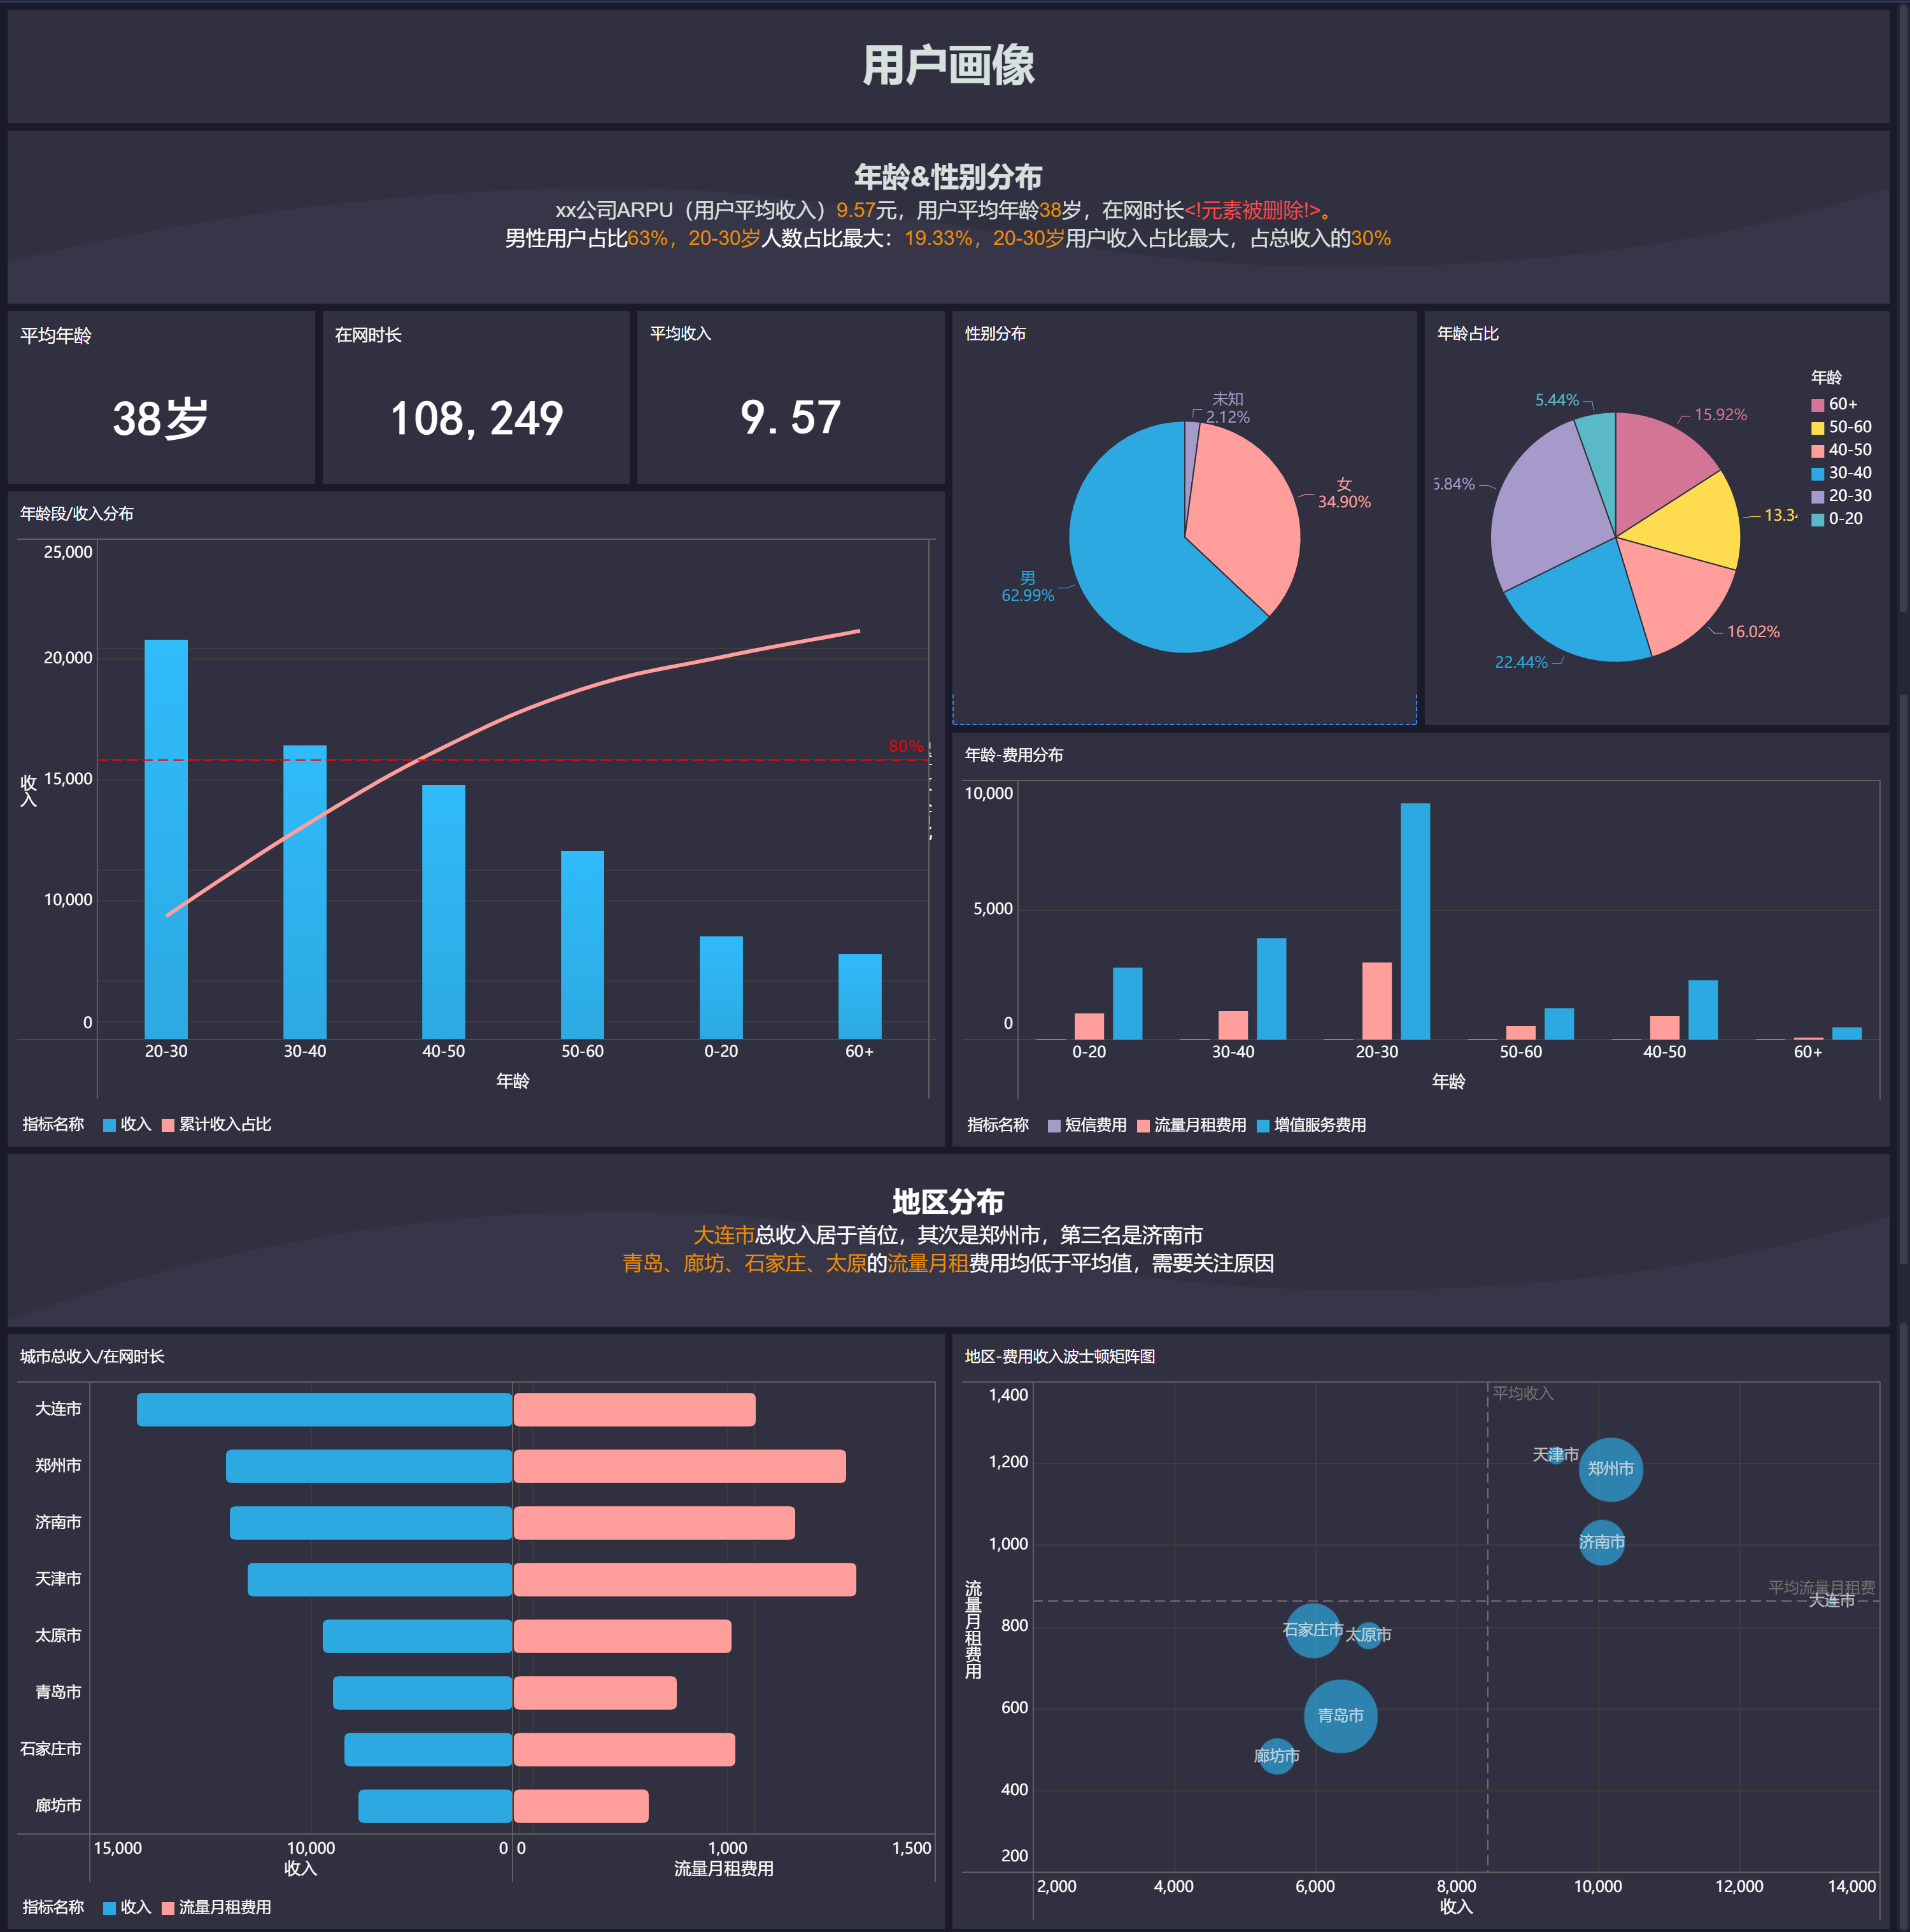 用户画像
年龄&性别分布
xx公司ARPU（用户平均收入）9.57元，用户平均年龄38岁，在网时长<!元素被删除!>。
男性用户占比63%，20-30岁人数占比最大：19.33%，20-30岁用户收入占比最大，占总收入的30%
平均年龄
38岁
在网时长
108,249
平均收入
9.57
性别分布
未知
2.12%
女
34.90%
男
62.99%
年龄占比
年龄
60+
50-60
40-50
30-40
20-30
0-20
5.44%
15.92%
13.3
16.02%
22.44%
6.84%
年龄段/收入分布
25,000
20,000
15,000
10,000
0
收入
80%
20-30
30-40
40-50
50-60
0-20
60+
年龄
指标名称 收入 累计收入占比
年龄-费用分布
10,000
5,000
0
0-20
30-40
20-30
50-60
40-50
60+
年龄
指标名称 短信费用 流量月租费用 增值服务费用
地区分布
大连市总收入居于首位，其次是郑州市，第三名是济南市
青岛、廊坊、石家庄、太原的流量月租费用均低于平均值，需要关注原因
城市总收入/在网时长
大连市
郑州市
济南市
天津市
太原市
青岛市
石家庄市
廊坊市
15,000 10,000 0 0 1,000 1,500
收入 流量月租费用
指标名称 收入 流量月租费用
地区-费用收入波士顿矩阵图
1,400
1,200
1,000
800
600
400
200
流量月租费用
平均收入
天津市
郑州市
济南市
平均流量月租费
大连市
石家庄市
太原市
青岛市
廊坊市
2,000 4,000 6,000 8,000 10,000 12,000 14,000
收入